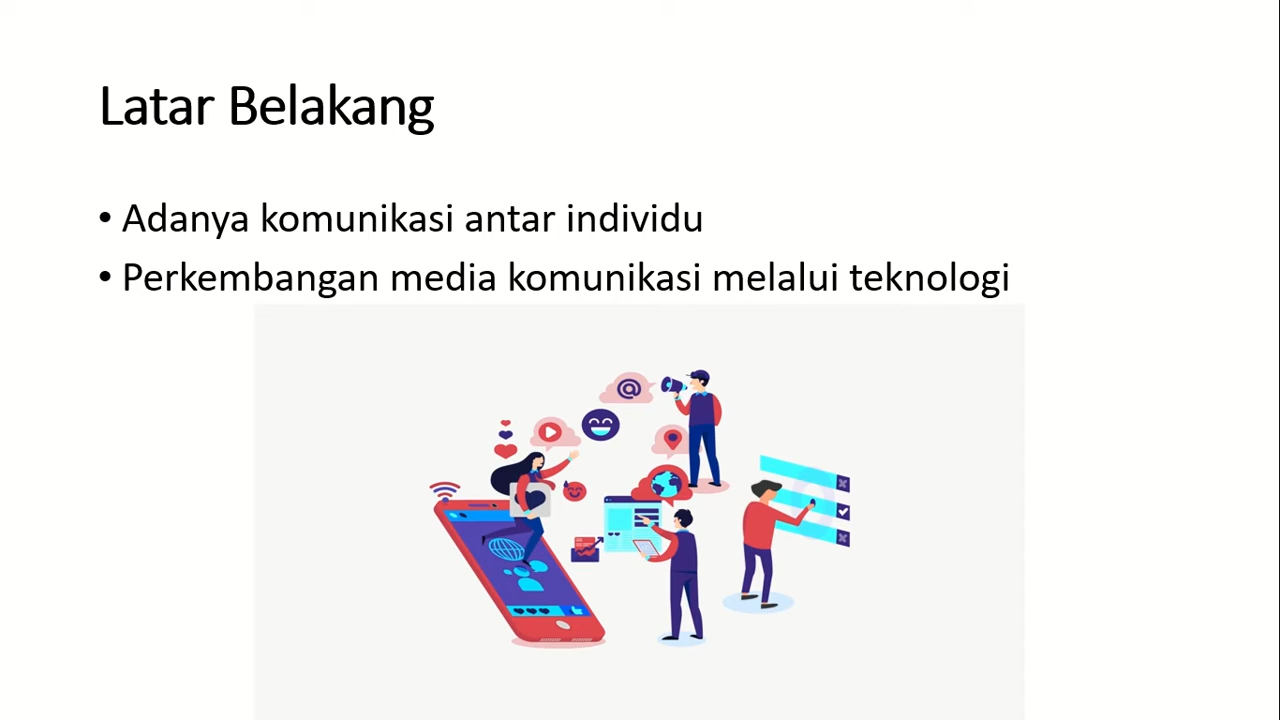 Latar Belakang
• Adanya komunikasi antar individu
• Perkembangan media komunikasi melalui teknologi
@